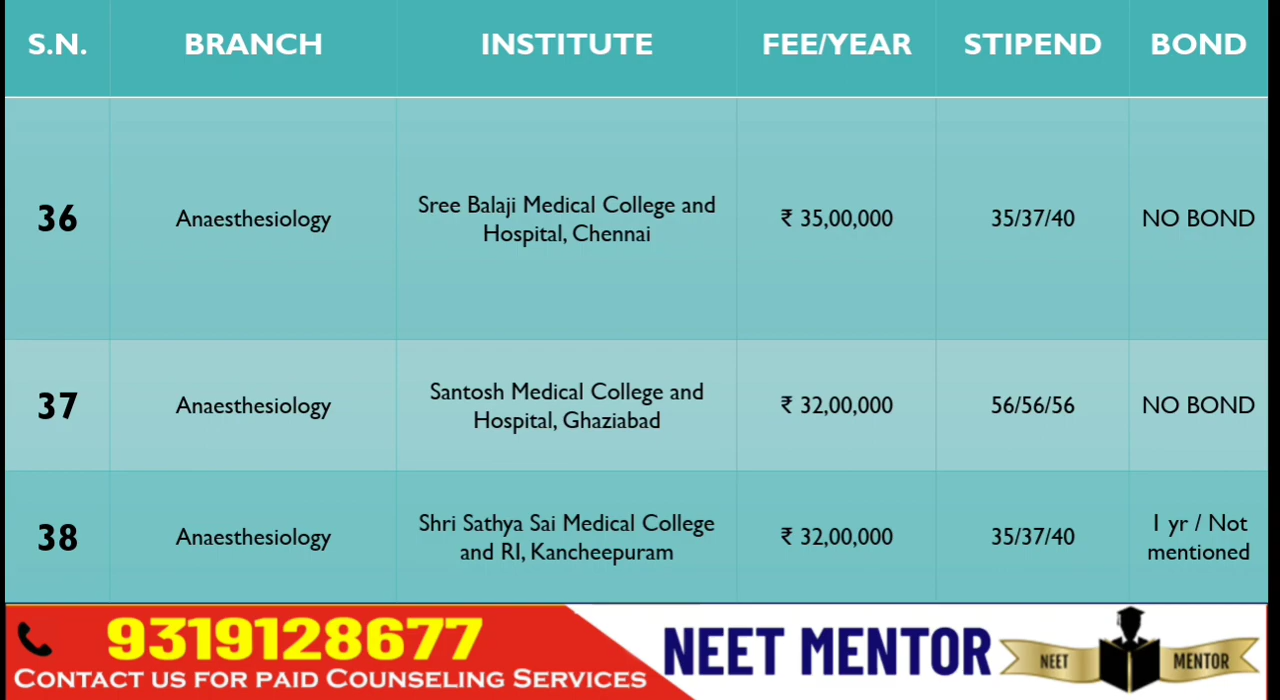 S.N. BRANCH INSTITUTE FEE/YEAR STIPEND BOND
36 Anaesthesiology Sree Balaji Medical College and Hospital, Chennai ₹ 35,00,000 35/37/40 NO BOND
37 Anaesthesiology Santosh Medical College and Hospital, Ghaziabad ₹ 32,00,000 56/56/56 NO BOND
38 Anaesthesiology Shri Sathya Sai Medical College and RI, Kancheepuram ₹ 32,00,000 35/37/40 1 yr / Not mentioned
9319128677
CONTACT US FOR PAID COUNSELING SERVICES
NEET MENTOR
NEET MENTOR